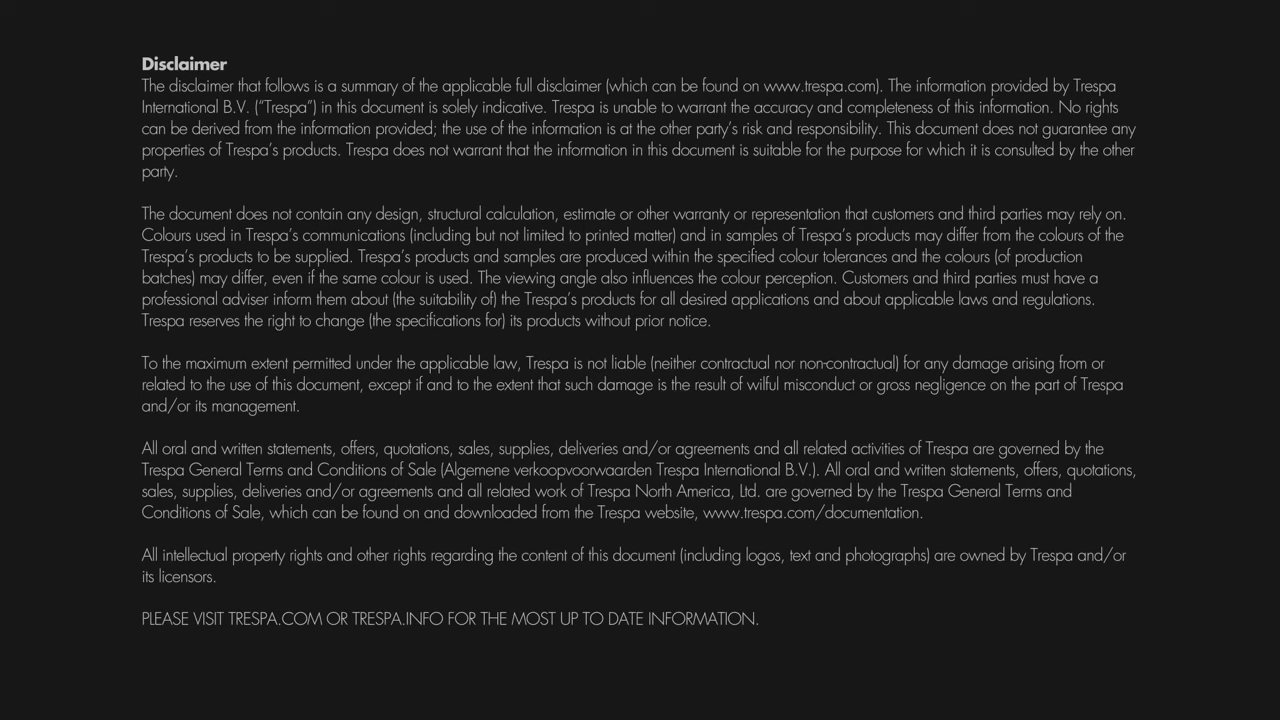 Disclaimer
The disclaimer that follows is a summary of the applicable full disclaimer (which can be found on www.trespa.com). The information provided by Trespa
International B.V. (“Trespa”) in this document is solely indicative. Trespa is unable to warrant the accuracy and completeness of this information. No rights
can be derived from the information provided; the use of the information is at the other party’s risk and responsibility. This document does not guarantee any
properties of Trespa’s products. Trespa does not warrant that the information in this document is suitable for the purpose for which it is consulted by the other
party.
The document does not contain any design, structural calculation, estimate or other warranty or representation that customers and third parties may rely on.
Colours used in Trespa’s communications (including but not limited to printed matter) and in samples of Trespa’s products may differ from the colours of the
Trespa’s products to be supplied. Trespa’s products and samples are produced within the specified colour tolerances and the colours (of production
batches) may differ, even if the same colour is used. The viewing angle also influences the colour perception. Customers and third parties must have a
professional adviser inform them about (the suitability of) the Trespa’s products for all desired applications and about applicable laws and regulations.
Trespa reserves the right to change (the specifications for) its products without prior notice.
To the maximum extent permitted under the applicable law, Trespa is not liable (neither contractual nor non-contractual) for any damage arising from or
related to the use of this document, except if and to the extent that such damage is the result of wilful misconduct or gross negligence on the part of Trespa
and/or its management.
All oral and written statements, offers, quotations, sales, supplies, deliveries and/or agreements and all related activities of Trespa are governed by the
Trespa General Terms and Conditions of Sale (Algemene verkoopvoorwaarden Trespa International B.V.). All oral and written statements, offers, quotations,
sales, supplies, deliveries and/or agreements and all related work of Trespa North America, Ltd. are governed by the Trespa General Terms and
Conditions of Sale, which can be found on and downloaded from the Trespa website, www.trespa.com/documentation.
All intellectual property rights and other rights regarding the content of this document (including logos, text and photographs) are owned by Trespa and/or
its licensors.
PLEASE VISIT TRESPA.COM OR TRESPA.INFO FOR THE MOST UP TO DATE INFORMATION.